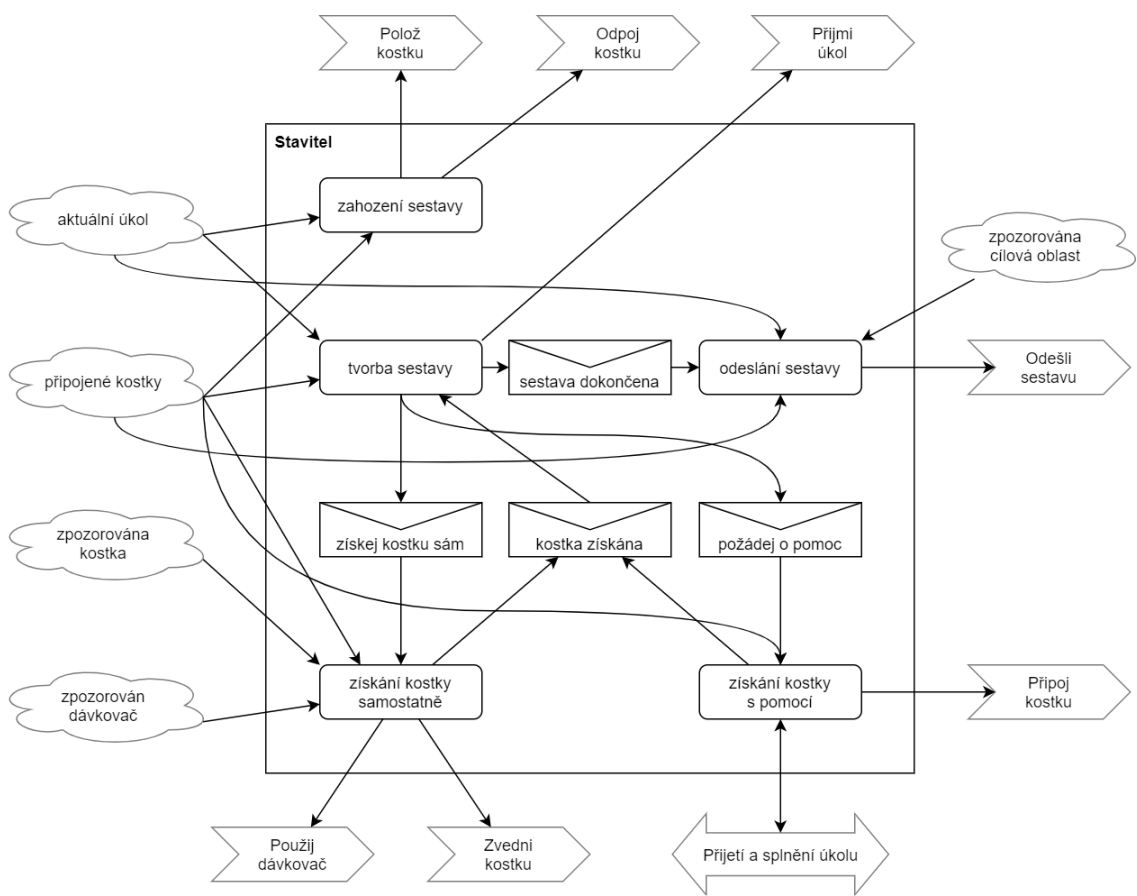 Polož
kostku
Odpoj
kostku
Přijmi
úkol
Stavitel
zahození sestavy
aktuální úkol
zpozorována
cílová oblast
tvorba sestavy
sestava dokončena
odeslání sestavy
Odešli
sestavu
připojené kostky
zpozorována
kostka
získej kostku sám
kostka získána
požádej o pomoc
zpozorován
dávkovač
získání kostky
samostatně
získání kostky
s pomocí
Připoj
kostku
Použij
dávkovač
Zvedni
kostku
Přijetí a splnění úkolu